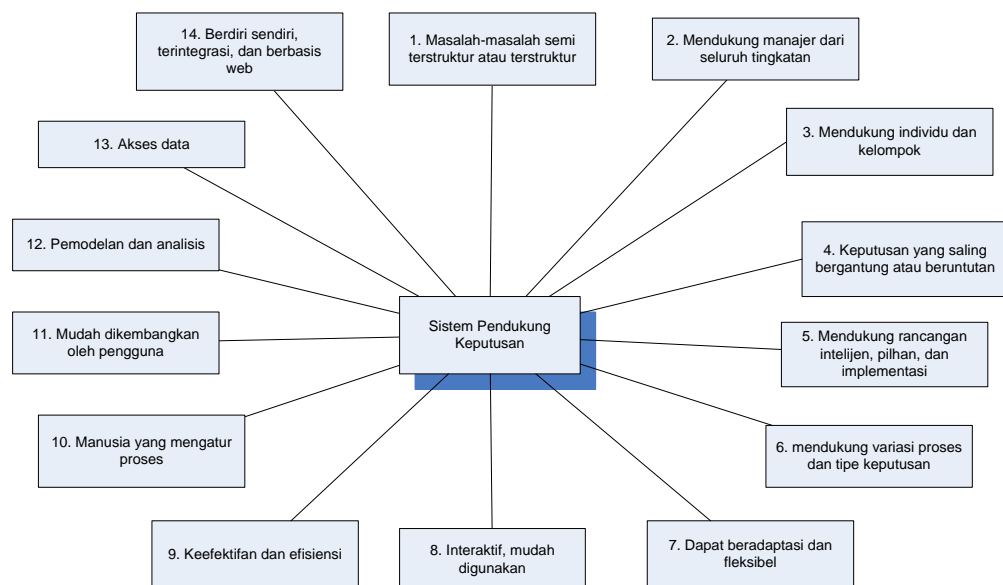 14. Berdiri sendiri,
terintegrasi, dan berbasis
web
1. Masalah-masalah semi
terstruktur atau terstruktur
2. Mendukung manajer dari
seluruh tingkatan
13. Akses data
3. Mendukung individu dan
kelompok
12. Pemodelan dan analisis
4. Keputusan yang saling
bergantung atau beruntutan
Sistem Pendukung
Keputusan
11. Mudah dikembangkan
oleh pengguna
5. Mendukung rancangan
intelijen, pilhan, dan
implementasi
10. Manusia yang mengatur
proses
6. mendukung variasi proses
dan tipe keputusan
9. Keefektifan dan efisiensi
8. Interaktif, mudah
digunakan
7. Dapat beradaptasi dan
fleksibel